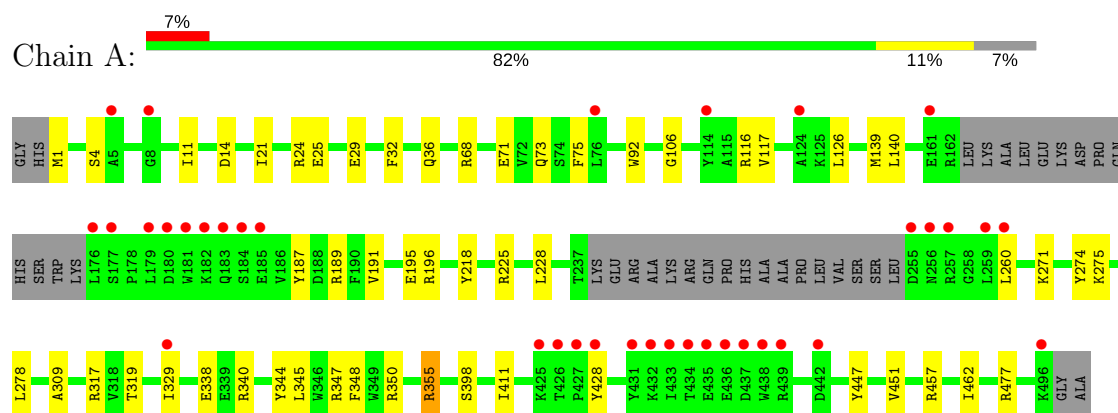 7%
Chain A:
82% 11% 7%
GLY HIS M1 S4 A5 G8 I11 D14 I21 R24 E25 E29 F32 Q36 R68 E71 V72 Q73 S74 F75 L76 W92 G106 Y114 A115 R116 V117 A124 K125 L126 M139 L140 E161 R162 LEU LYS ALA LEU GLU LYS ASP PRO GLN
HIS SER TRP LYS L176 S177 P178 L179 D180 W181 K182 Q183 S184 E185 V186 Y187 D188 R189 F190 V191 E195 R196 Y218 R225 L228 T237 LYS GLU ARG ALA LYS ARG GLN PRO HIS ALA ALA PRO LEU VAL SER SER LEU D255 N256 R257 G258 L259 L260 K271 Y274 K275
L278 A309 R317 V318 T319 I329 E338 E339 R340 Y344 L345 W346 R347 F348 W349 R350 R355 S398 I411 K425 T426 P427 Y428 Y431 K432 I433 T434 E435 E436 D437 W438 R439 D442 Y447 V451 R457 I462 R477 K496 GLY ALA